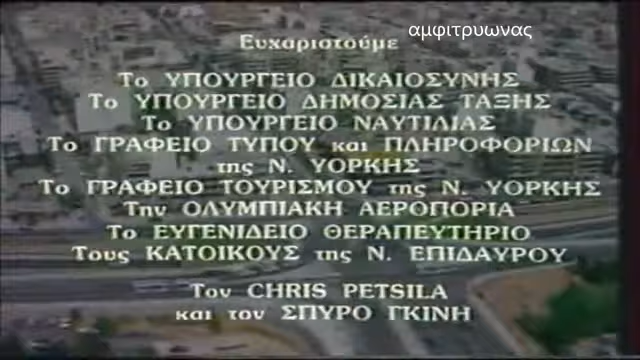 αμφιτρυωνας
Ευχαριστούμε
Το ΥΠΟΥΡΓΕΙΟ ΔΙΚΑΙΟΣΥΝΗΣ
Το ΥΠΟΥΡΓΕΙΟ ΔΗΜΟΣΙΑΣ ΤΑΞΗΣ
Το ΥΠΟΥΡΓΕΙΟ ΝΑΥΤΙΛΙΑΣ
Το ΓΡΑΦΕΙΟ ΤΥΠΟΥ και ΠΛΗΡΟΦΟΡΙΩΝ
της Ν. ΥΟΡΚΗΣ
Το ΓΡΑΦΕΙΟ ΤΟΥΡΙΣΜΟΥ της Ν. ΥΟΡΚΗΣ
Την ΟΛΥΜΠΙΑΚΗ ΑΕΡΟΠΟΡΙΑ
Το ΕΥΓΕΝΙΔΕΙΟ ΘΕΡΑΠΕΥΤΗΡΙΟ
Τους ΚΑΤΟΙΚΟΥΣ της Ν. ΕΠΙΔΑΥΡΟΥ
Τον CHRIS PETSILA
και τον ΣΠΥΡΟ ΓΚΙΝΗ